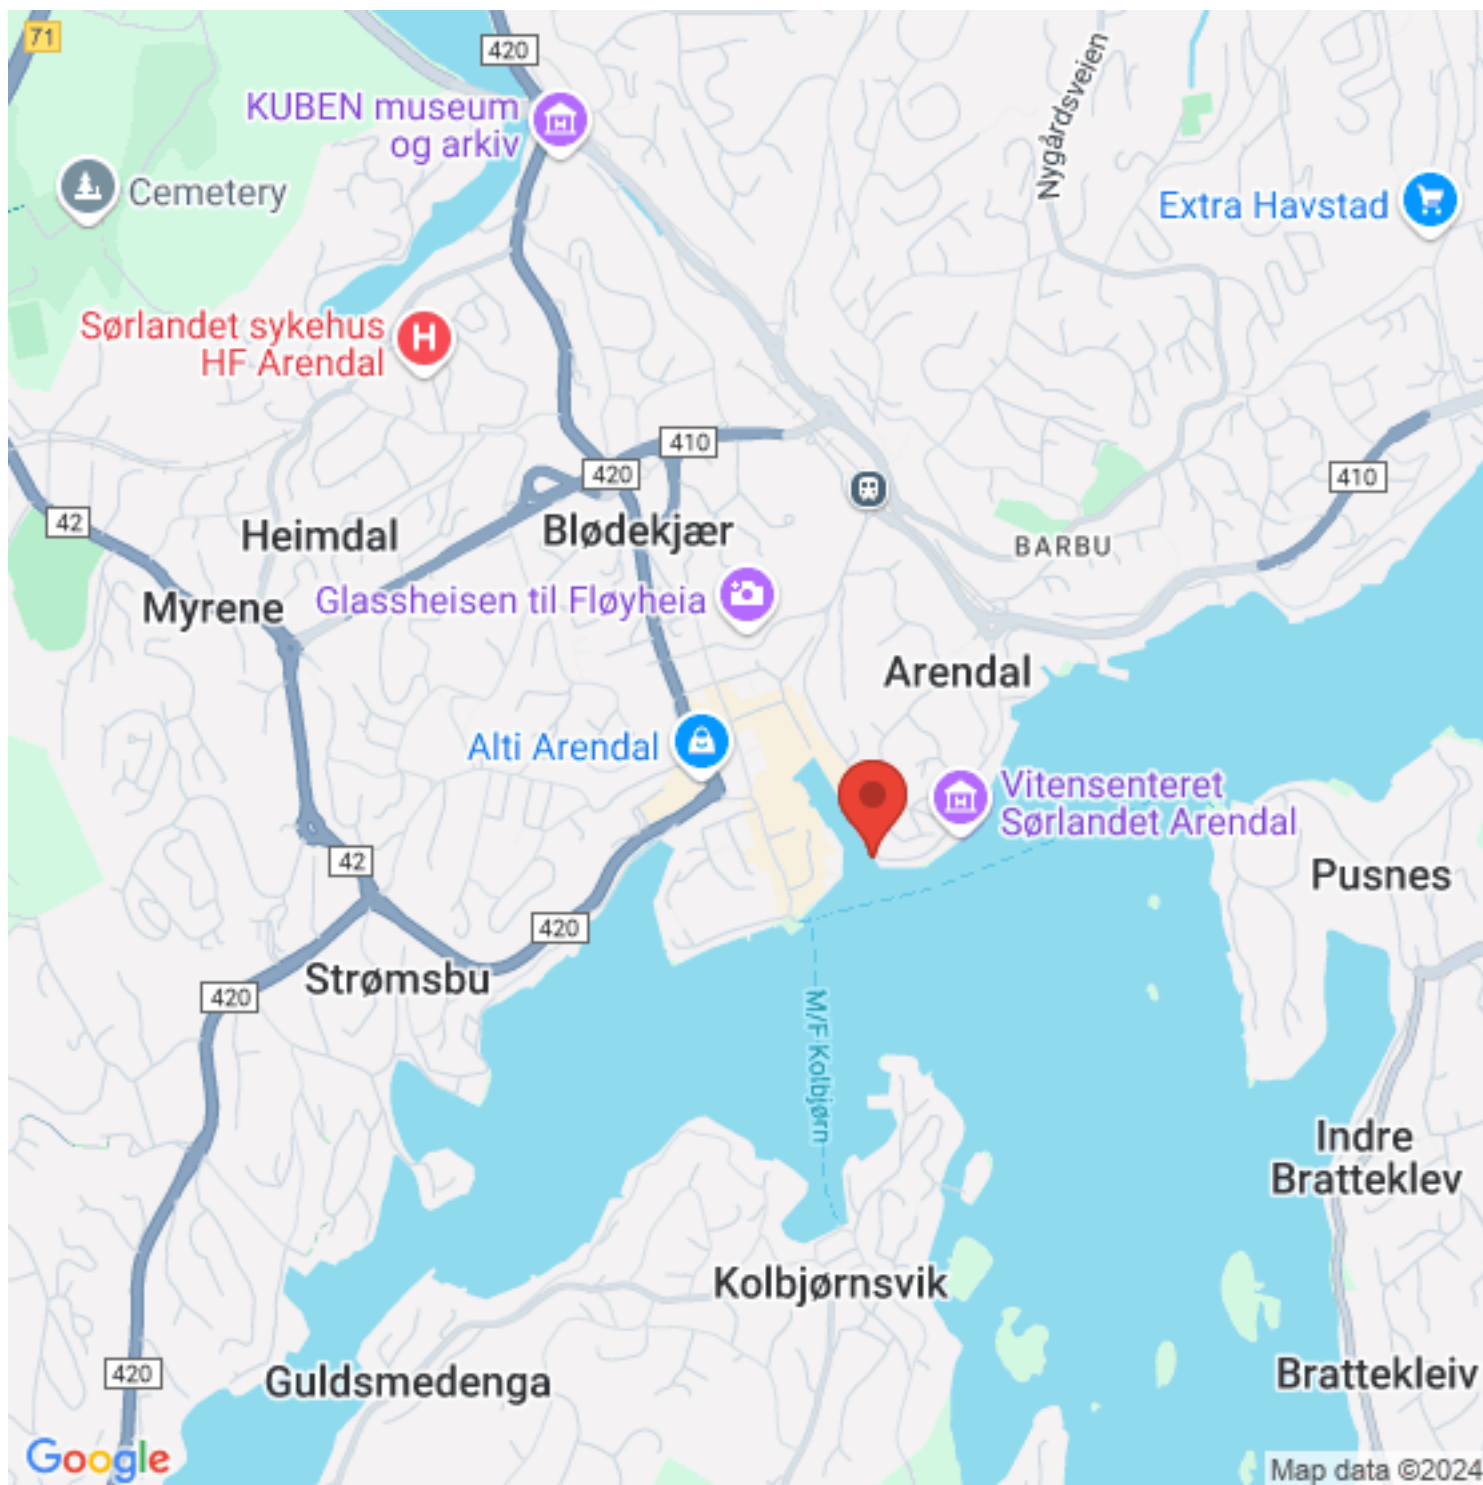 71
420
KUBEN museum
og arkiv
Nygårdsveien
Cemetery
Extra Havstad
Sørlandet sykehus
HF Arendal
H
410
420
410
42
Heimdal
Blødekjær
BARBU
Glassheisen til Fløyheia
Myrene
Arendal
Alti Arendal
Vitensenteret
Sørlandet Arendal
42
Pusnes
420
Strømsbu
420
M/F Kolbjørn
Indre
Bratteklev
Kolbjørnsvik
420
Guldsmedenga
Brattekleiv
Google
Map data ©2024